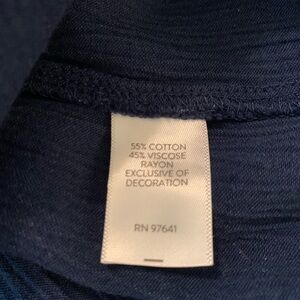 55% COTTON
45% VISCOSE
RAYON
EXCLUSIVE OF
DECORATION
RN 97641